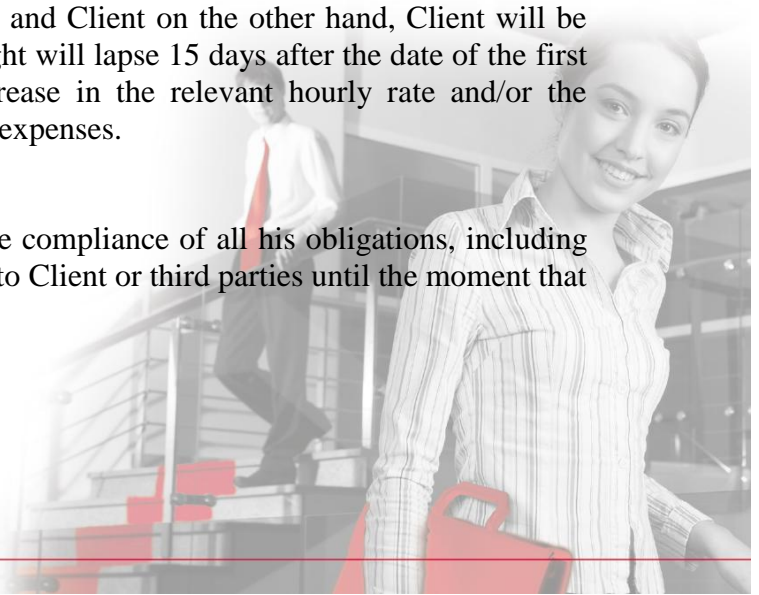 and Client on the other hand, Client will be
ght will lapse 15 days after the date of the first
rease in the relevant hourly rate and/or the
expenses.
e compliance of all his obligations, including
to Client or third parties until the moment that